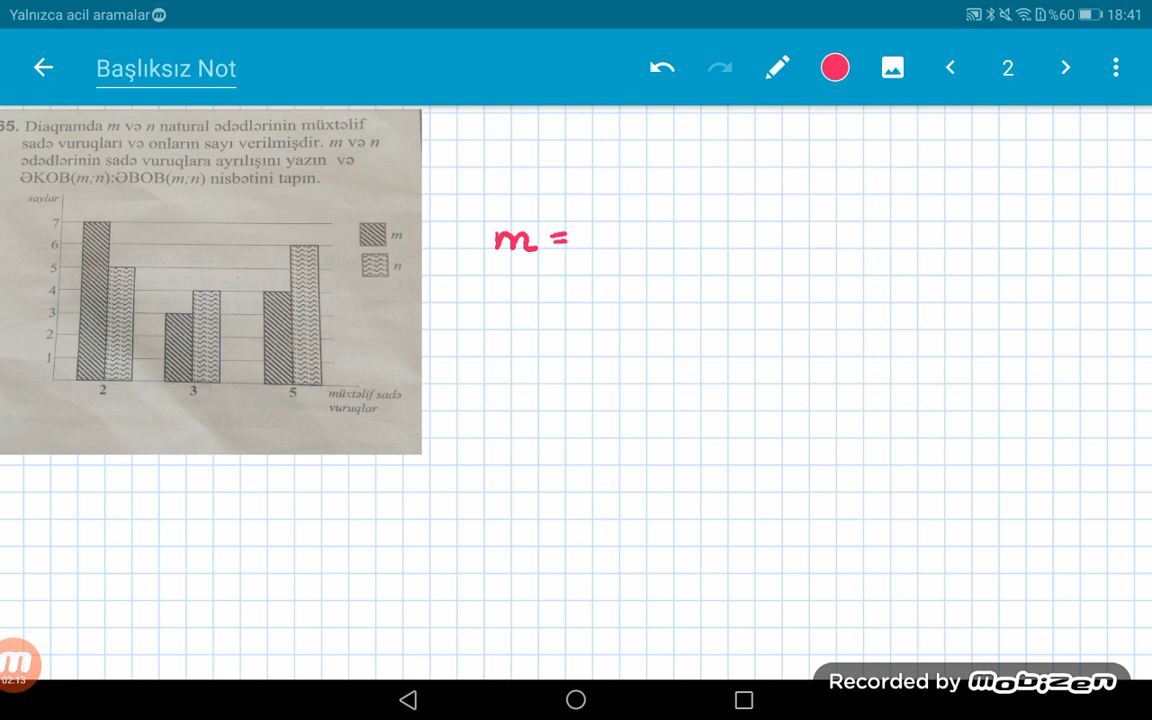 Yalnızca acil aramalar
%60
18:41
Başlıksız Not
2
65. Diaqramda m və n natural ədədlərinin müxtəlif
sadə vuruqları və onların sayı verilmişdir. m və n
ədədlərinin sadə vuruqlara ayrılışını yazın və
ƏKOB(m;n):ƏBOB(m;n) nisbətini tapın.
saylar
7
6
5
4
3
2
1
m
n
2 3 5
müxtəlif sadə
vuruqlar
m =
02:13
Recorded by mobizen